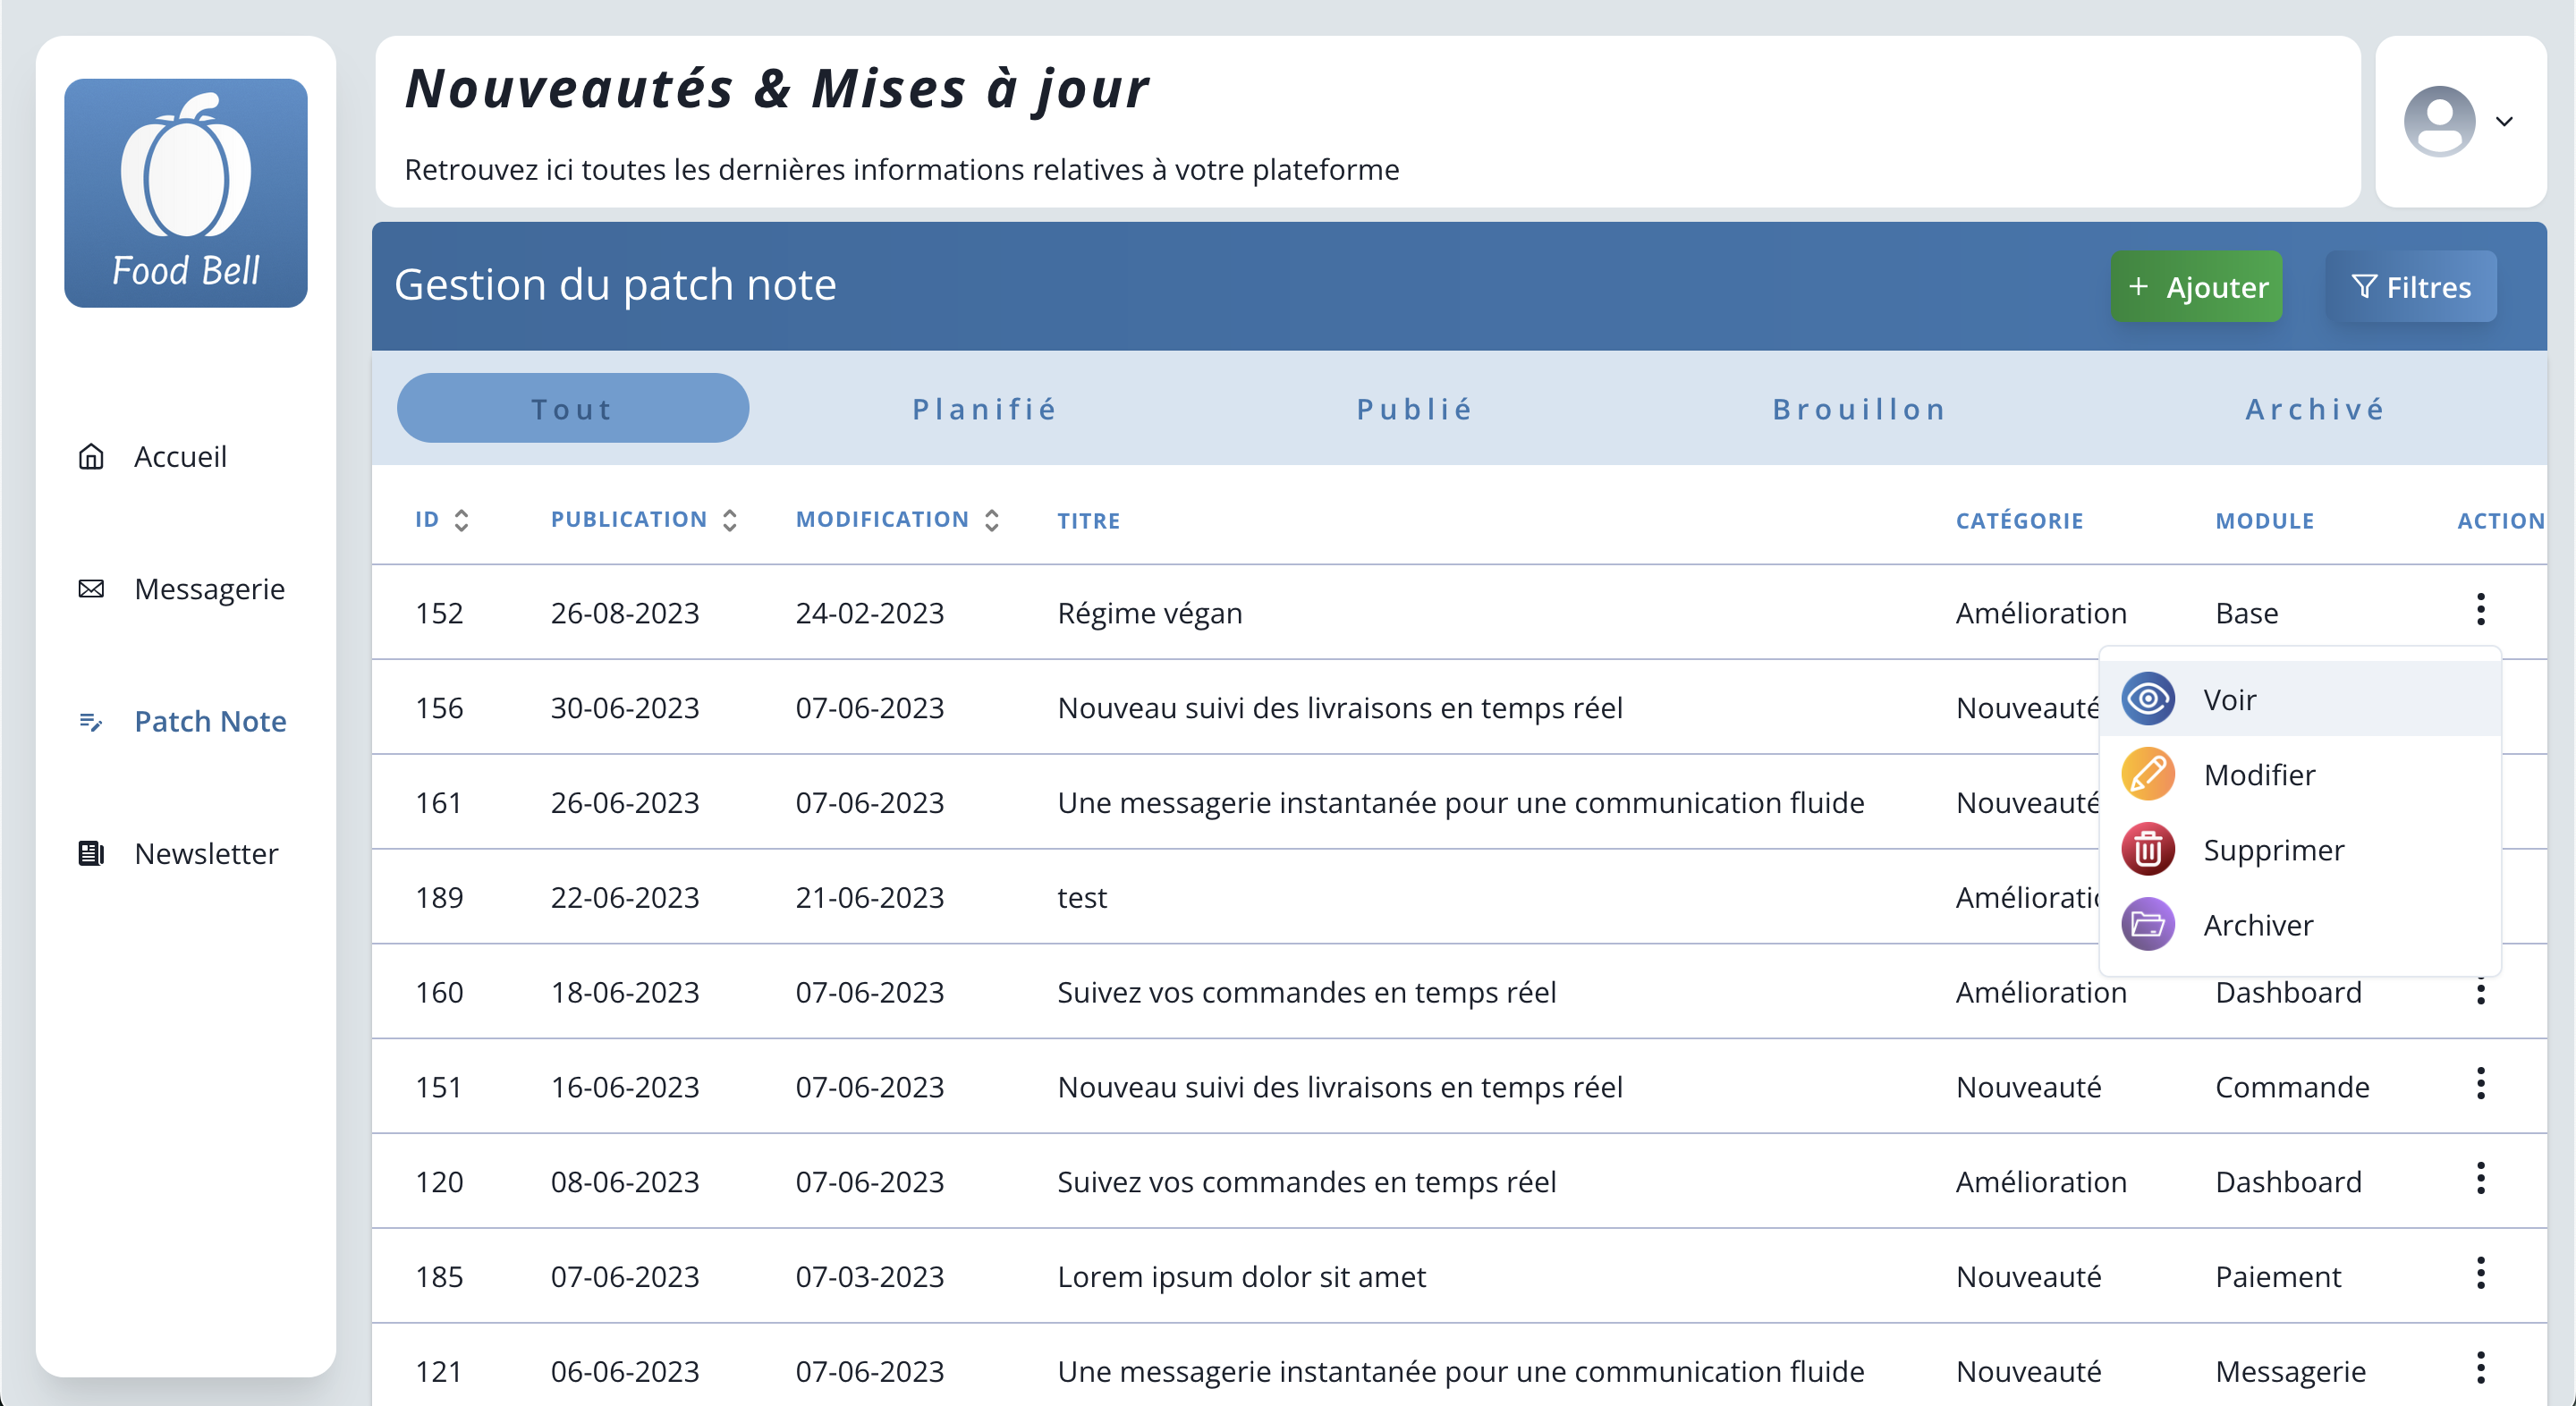 Food Bell
Accueil
Messagerie
Patch Note
Newsletter
Nouveautés & Mises à jour
Retrouvez ici toutes les dernières informations relatives à votre plateforme
Gestion du patch note
+ Ajouter
Filtres
Tout Planifié Publié Brouillon Archivé
ID PUBLICATION MODIFICATION TITRE CATÉGORIE MODULE ACTION
152 26-08-2023 24-02-2023 Régime végan Amélioration Base
156 30-06-2023 07-06-2023 Nouveau suivi des livraisons en temps réel Nouveauté
161 26-06-2023 07-06-2023 Une messagerie instantanée pour une communication fluide Nouveauté
189 22-06-2023 21-06-2023 test
160 18-06-2023 07-06-2023 Suivez vos commandes en temps réel Amélioration Dashboard
151 16-06-2023 07-06-2023 Nouveau suivi des livraisons en temps réel Nouveauté Commande
120 08-06-2023 07-06-2023 Suivez vos commandes en temps réel Amélioration Dashboard
185 07-06-2023 07-03-2023 Lorem ipsum dolor sit amet Nouveauté Paiement
121 06-06-2023 07-06-2023 Une messagerie instantanée pour une communication fluide Nouveauté Messagerie
Voir
Modifier
Supprimer
Archiver